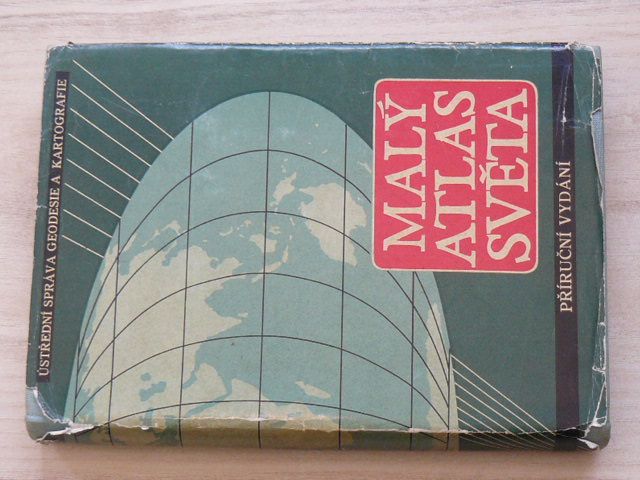 ÚSTŘEDNÍ SPRÁVA GEODESIE A KARTOGRAFIE
MALÝ
ATLAS
SVĚTA
PŘÍRUČNÍ VYDÁNÍ